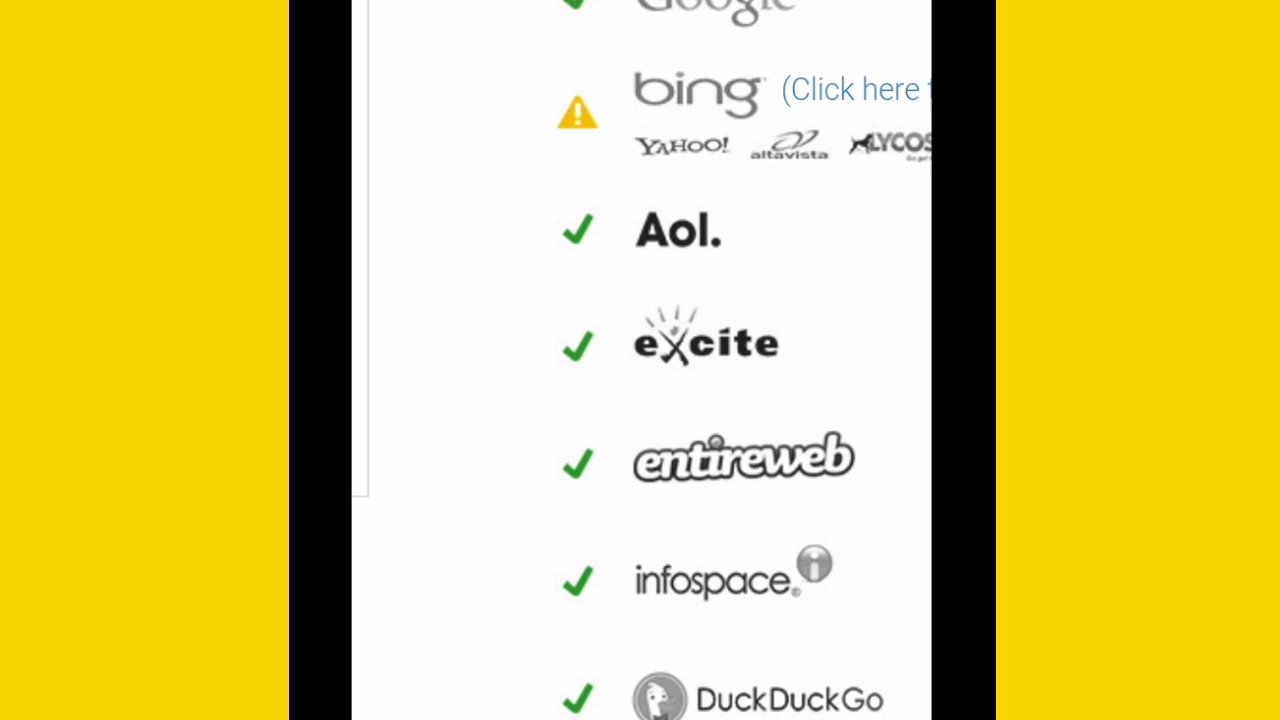 Google
bing (Click here
YAHOO! altavista LYCOS
Aol.
excite
entireweb
infospace.®
DuckDuckGo